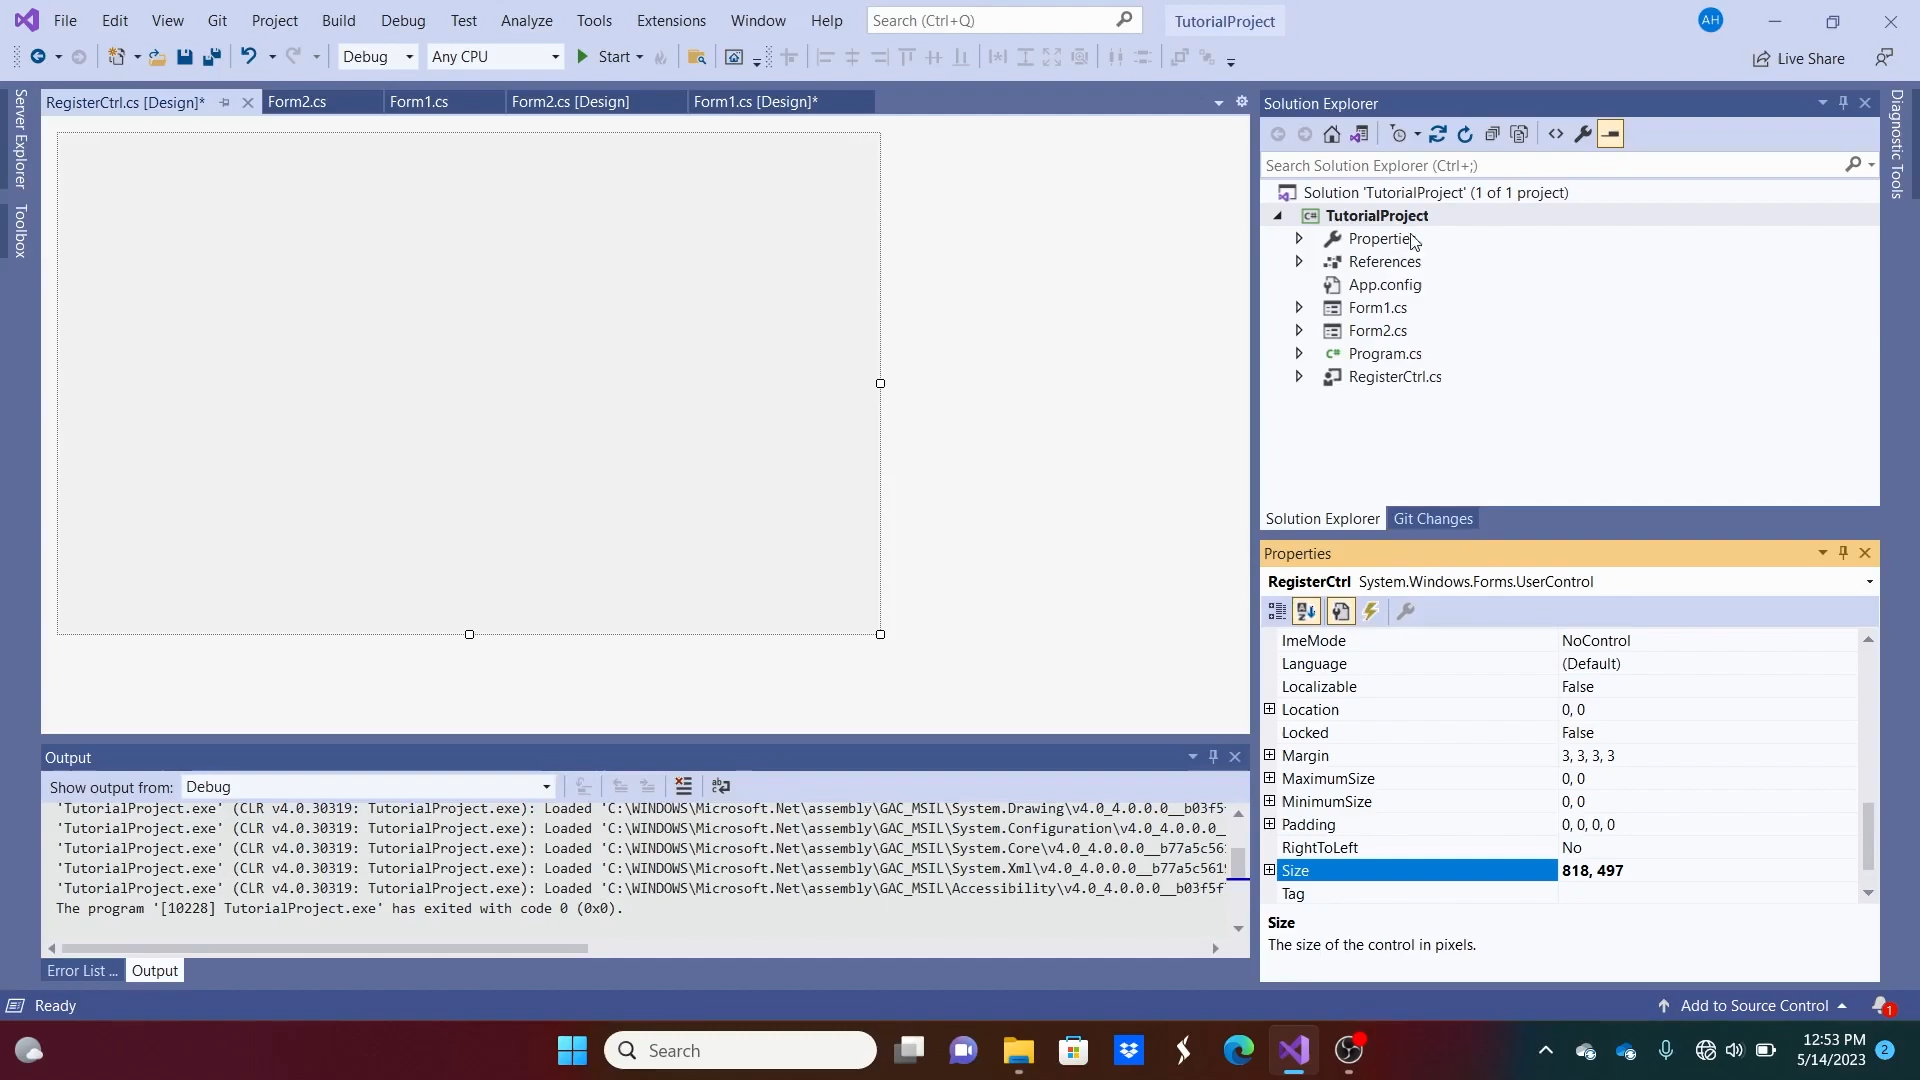 File Edit View Git Project Build Debug Test Analyze Tools Extensions Window Help Search (Ctrl+Q) TutorialProject AH
Debug Any CPU Start Live Share
RegisterCtrl.cs [Design]* Form2.cs Form1.cs Form2.cs [Design] Form1.cs [Design]*
Server Explorer
Toolbox
Solution Explorer
Search Solution Explorer (Ctrl+;)
Solution 'TutorialProject' (1 of 1 project)
C# TutorialProject
Properties
References
App.config
Form1.cs
Form2.cs
C# Program.cs
RegisterCtrl.cs
Solution Explorer Git Changes
Diagnostic Tools
Properties
RegisterCtrl System.Windows.Forms.UserControl
ImeMode NoControl
Language (Default)
Localizable False
Location 0, 0
Locked False
Margin 3, 3, 3, 3
MaximumSize 0, 0
MinimumSize 0, 0
Padding 0, 0, 0, 0
RightToLeft No
Size 818, 497
Tag
Size
The size of the control in pixels.
Output
Show output from: Debug
'TutorialProject.exe' (CLR v4.0.30319: TutorialProject.exe): Loaded 'C:\WINDOWS\Microsoft.Net\assembly\GAC_MSIL\System.Drawing\v4.0_4.0.0.0__b03f5
'TutorialProject.exe' (CLR v4.0.30319: TutorialProject.exe): Loaded 'C:\WINDOWS\Microsoft.Net\assembly\GAC_MSIL\System.Configuration\v4.0_4.0.0.0__
'TutorialProject.exe' (CLR v4.0.30319: TutorialProject.exe): Loaded 'C:\WINDOWS\Microsoft.Net\assembly\GAC_MSIL\System.Core\v4.0_4.0.0.0__b77a5c56
'TutorialProject.exe' (CLR v4.0.30319: TutorialProject.exe): Loaded 'C:\WINDOWS\Microsoft.Net\assembly\GAC_MSIL\System.Xml\v4.0_4.0.0.0__b77a5c561
'TutorialProject.exe' (CLR v4.0.30319: TutorialProject.exe): Loaded 'C:\WINDOWS\Microsoft.Net\assembly\GAC_MSIL\Accessibility\v4.0_4.0.0.0__b03f5f
The program '[10228] TutorialProject.exe' has exited with code 0 (0x0).
Error List ... Output
Ready Add to Source Control 1
Search 12:53 PM
5/14/2023 2